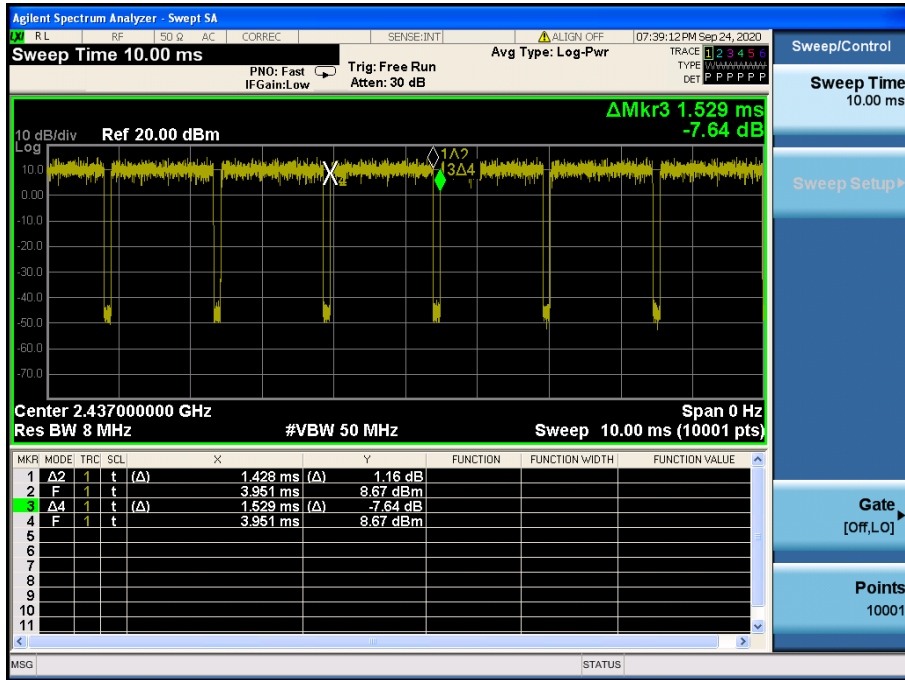 Agilent Spectrum Analyzer - Swept SA
LXI RL RF 50 Ω AC CORREC SENSE:INT ALIGN OFF 07:39:12 PM Sep 24, 2020
Sweep Time 10.00 ms
PNO: Fast
IFGain:Low
Trig: Free Run
Atten: 30 dB
Avg Type: Log-Pwr
TRACE 1 2 3 4 5 6
TYPE
DET P P P P P P
Sweep/Control
Sweep Time
10.00 ms
Sweep Setup
Gate
[Off,LO]
Points
10001
ΔMkr3 1.529 ms
-7.64 dB
10 dB/div Ref 20.00 dBm
Log
10.0
0.00
-10.0
-20.0
-30.0
-40.0
-50.0
-60.0
-70.0
1Δ2
3Δ4
Center 2.437000000 GHz Span 0 Hz
Res BW 8 MHz #VBW 50 MHz Sweep 10.00 ms (10001 pts)
MKR MODE TRC SCL X Y FUNCTION FUNCTION WIDTH FUNCTION VALUE
1 Δ2 1 t (Δ) 1.428 ms (Δ) 1.16 dB
2 F 1 t 3.951 ms 8.67 dBm
3 Δ4 1 t (Δ) 1.529 ms (Δ) -7.64 dB
4 F 1 t 3.951 ms 8.67 dBm
5
6
7
8
9
10
11
MSG STATUS